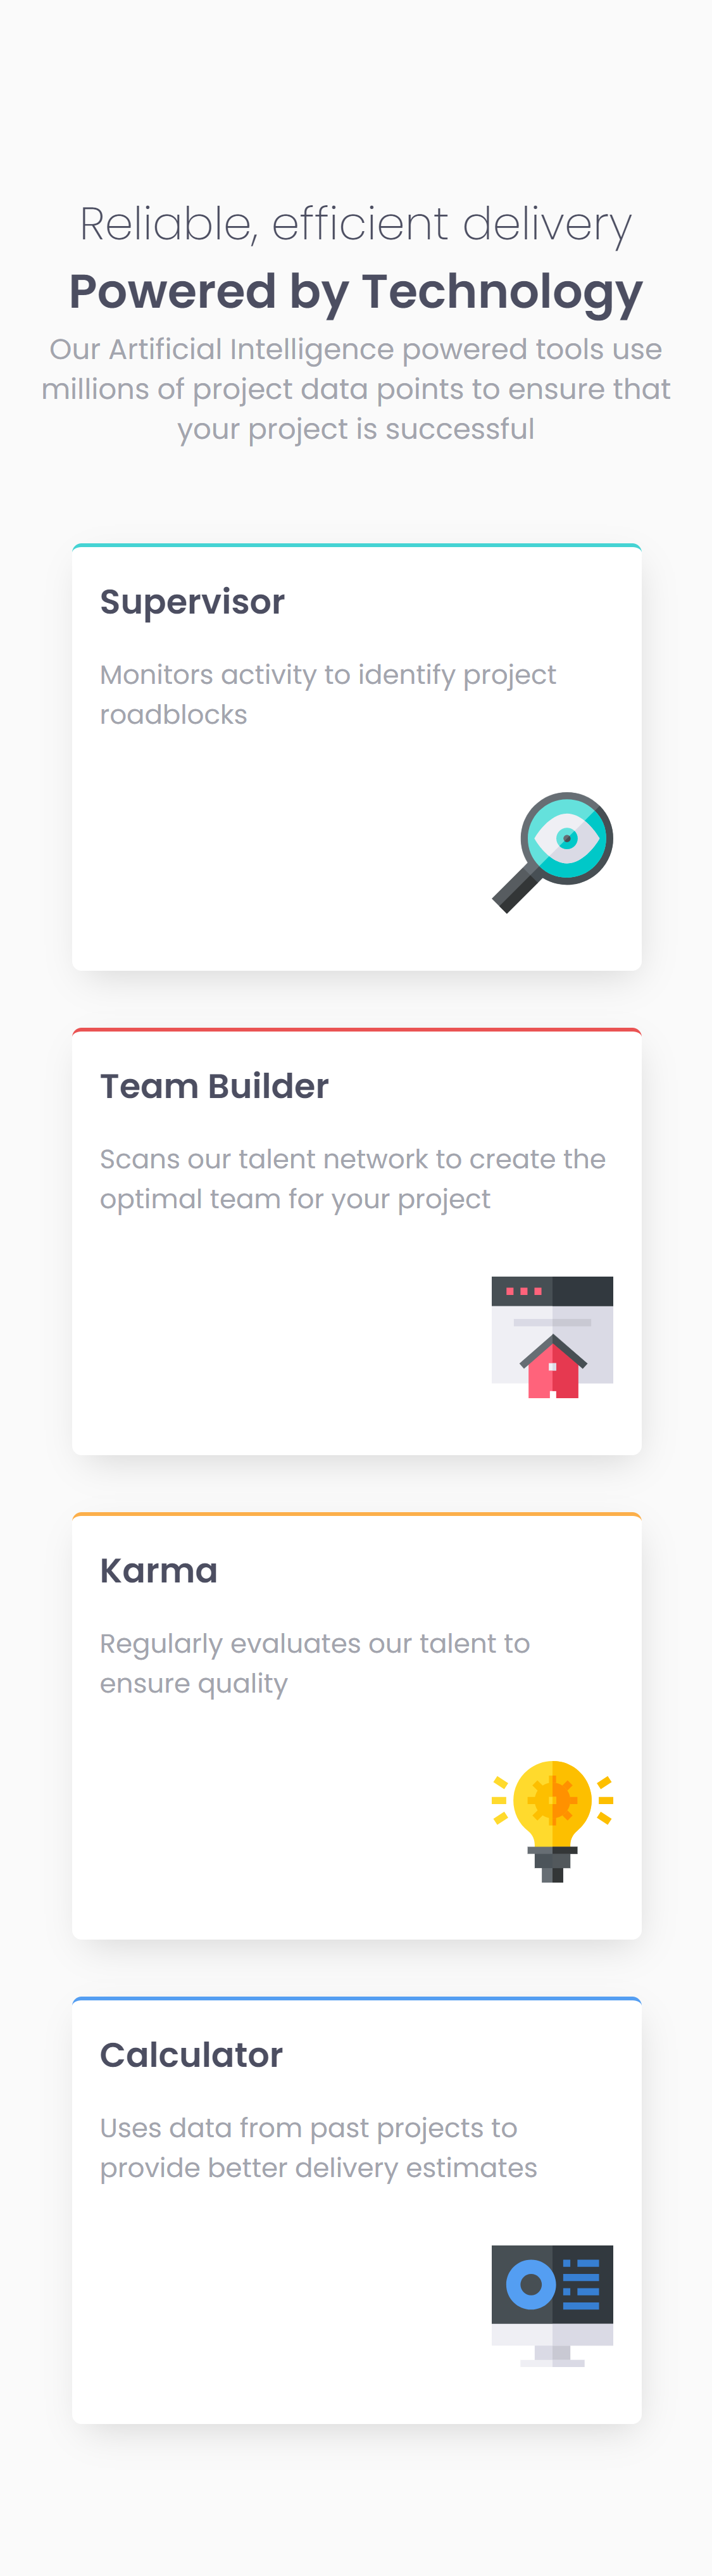 Reliable, efficient delivery
Powered by Technology
Our Artificial Intelligence powered tools use
millions of project data points to ensure that
your project is successful
Supervisor
Monitors activity to identify project
roadblocks
Team Builder
Scans our talent network to create the
optimal team for your project
Karma
Regularly evaluates our talent to
ensure quality
Calculator
Uses data from past projects to
provide better delivery estimates